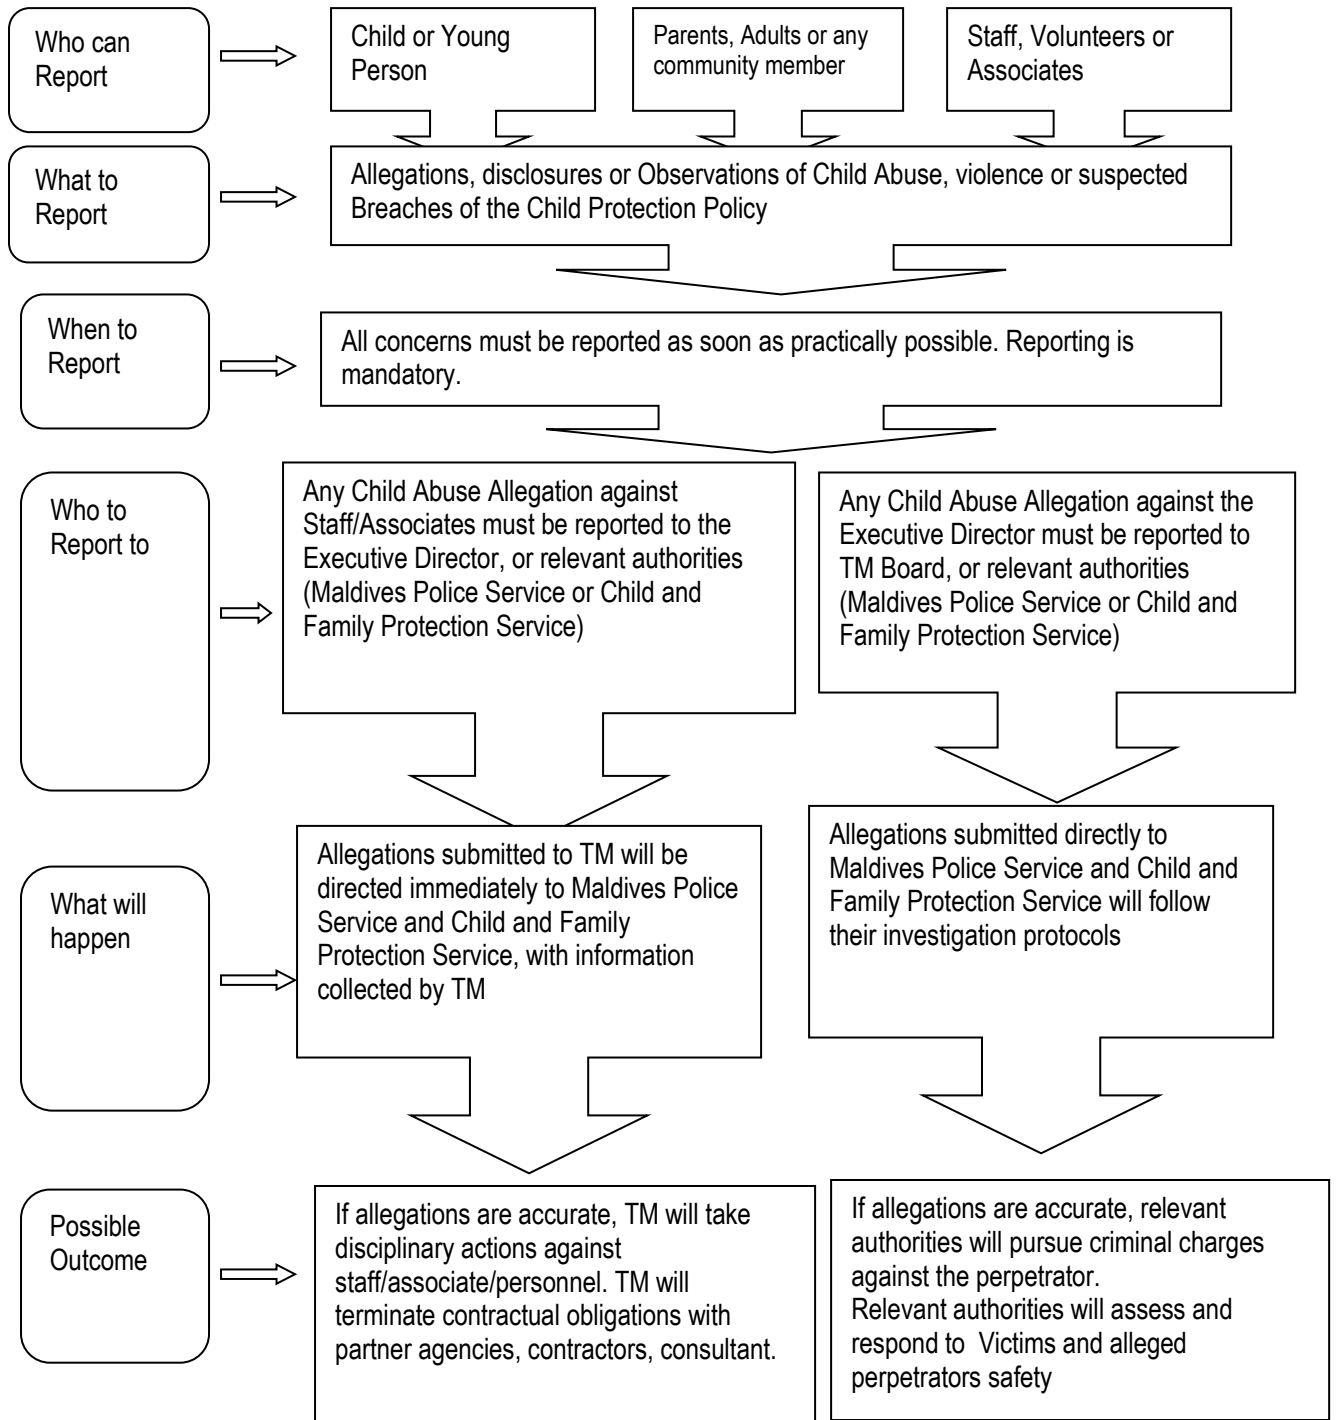 Who can
Report
Child or Young
Person
Parents, Adults or any
community member
Staff, Volunteers or
Associates
What to
Report
Allegations, disclosures or Observations of Child Abuse, violence or suspected
Breaches of the Child Protection Policy
When to
Report
All concerns must be reported as soon as practically possible. Reporting is
mandatory.
Who to
Report to
Any Child Abuse Allegation against
Staff/Associates must be reported to the
Executive Director, or relevant authorities
(Maldives Police Service or Child and
Family Protection Service)
Any Child Abuse Allegation against the
Executive Director must be reported to
TM Board, or relevant authorities
(Maldives Police Service or Child and
Family Protection Service)
What will
happen
Allegations submitted to TM will be
directed immediately to Maldives Police
Service and Child and Family
Protection Service, with information
collected by TM
Allegations submitted directly to
Maldives Police Service and Child and
Family Protection Service will follow
their investigation protocols
Possible
Outcome
If allegations are accurate, TM will take
disciplinary actions against
staff/associate/personnel. TM will
terminate contractual obligations with
partner agencies, contractors, consultant.
If allegations are accurate, relevant
authorities will pursue criminal charges
against the perpetrator.
Relevant authorities will assess and
respond to  Victims and alleged
perpetrators safety